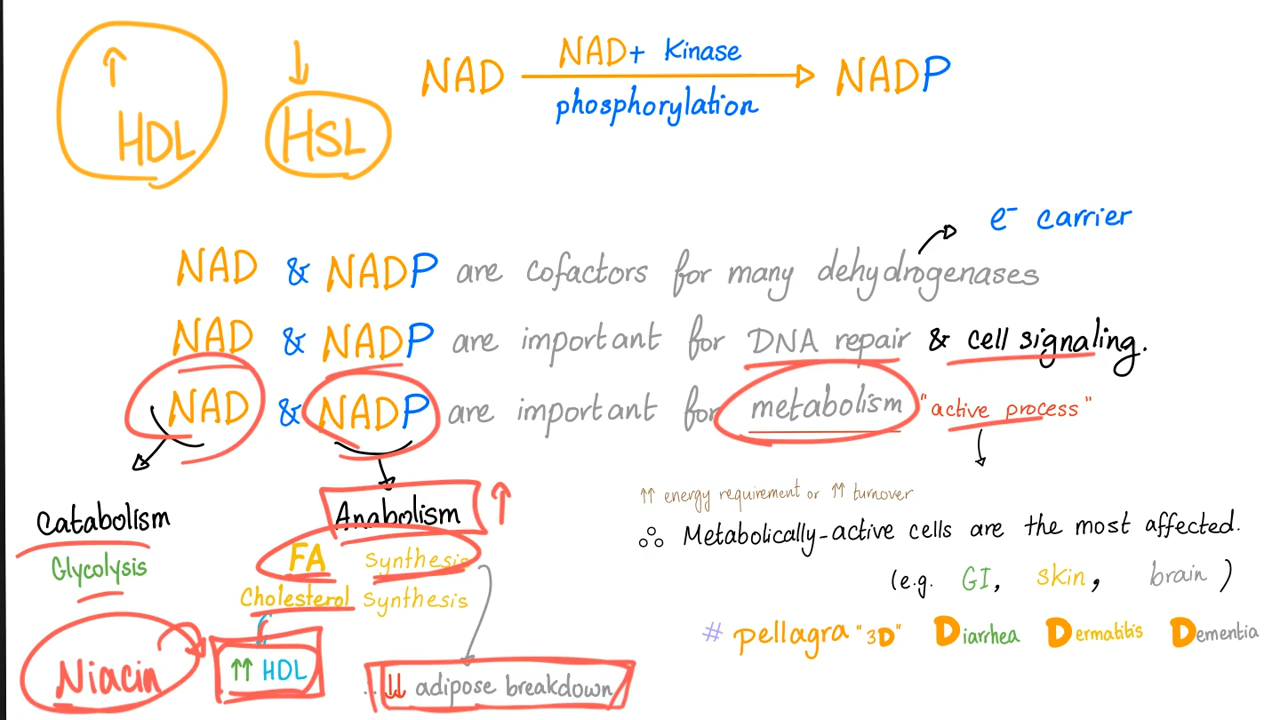 ↑ HDL
↓ HSL
NAD NAD+ Kinase phosphorylation NADP
e- carrier
NAD & NADP are cofactors for many dehydrogenases
NAD & NADP are important for DNA repair & cell signaling.
NAD & NADP are important for metabolism "active process"
↑↑ energy requirement or ↑↑ turnover
∴ Metabolically-active cells are the most affected.
(e.g. GI, skin, brain)
# pellagra "3D" Diarrhea Dermatitis Dementia
Catabolism
Glycolysis
Anabolism ↑
FA Synthesis
Cholesterol Synthesis
Niacin
↑↑ HDL
↓↓ adipose breakdown